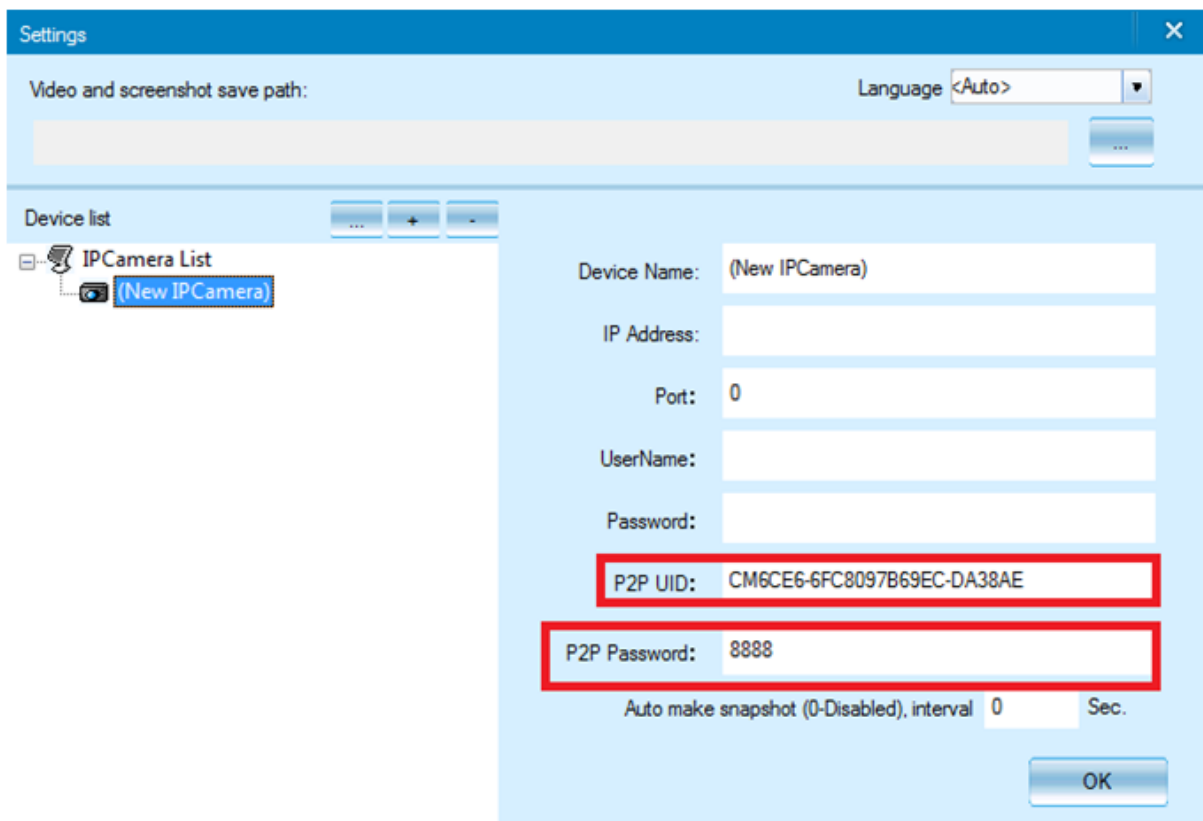 Settings
Video and screenshot save path:
Language <Auto>
...
Device list ... + -
IPCamera List
(New IPCamera)
Device Name: (New IPCamera)
IP Address:
Port: 0
UserName:
Password:
P2P UID: CM6CE6-6FC8097B69EC-DA38AE
P2P Password: 8888
Auto make snapshot (0-Disabled), interval 0 Sec.
OK